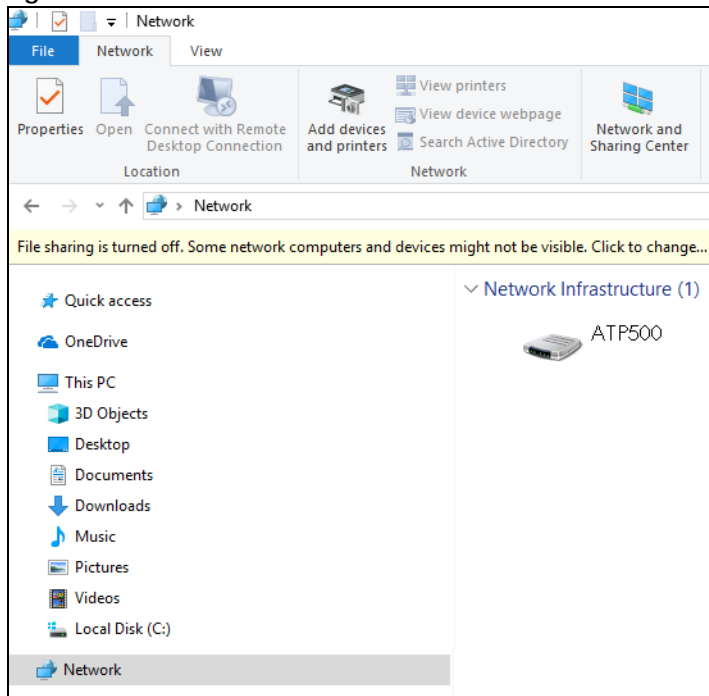 Network
File Network View
Properties Open Connect with Remote Desktop Connection
Add devices and printers
View printers
View device webpage
Search Active Directory
Network and Sharing Center
Location Network
Network
File sharing is turned off. Some network computers and devices might not be visible. Click to change...
Quick access
OneDrive
This PC
3D Objects
Desktop
Documents
Downloads
Music
Pictures
Videos
Local Disk (C:)
Network
Network Infrastructure (1)
ATP500